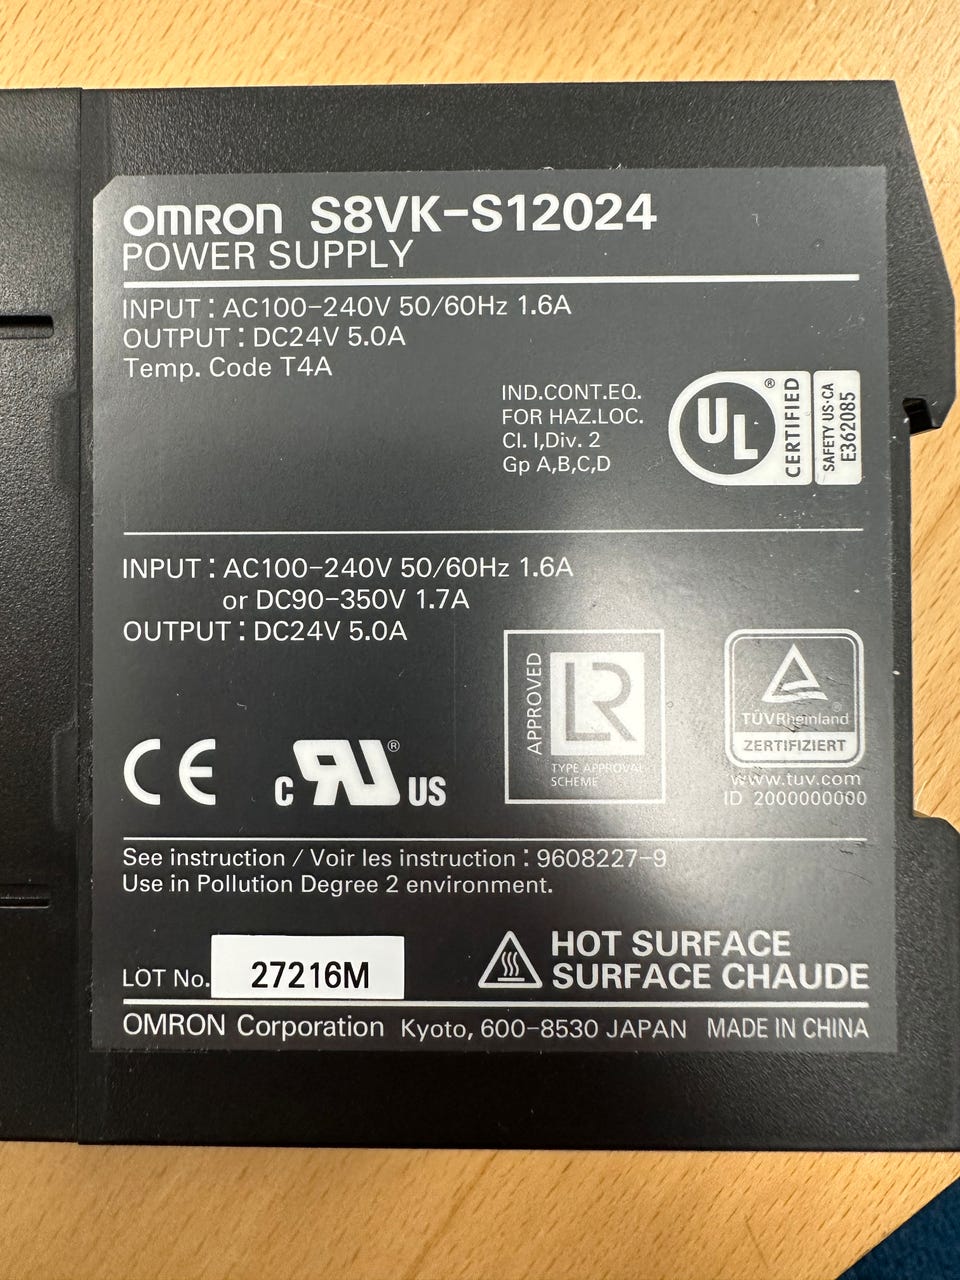 OMRON S8VK-S12024
POWER SUPPLY
INPUT : AC100-240V 50/60Hz 1.6A
OUTPUT : DC24V 5.0A
Temp. Code T4A
IND.CONT.EQ.
FOR HAZ.LOC.
Cl. I,Div. 2
Gp A,B,C,D
UL ®
CERTIFIED
SAFETY US·CA
E362085
INPUT : AC100-240V 50/60Hz 1.6A
or DC90-350V 1.7A
OUTPUT : DC24V 5.0A
APPROVED
LR
TYPE APPROVAL
SCHEME
TÜVRheinland ®
ZERTIFIZIERT
www.tuv.com
ID 2000000000
CE
c RU ® US
See instruction / Voir les instruction : 9608227-9
Use in Pollution Degree 2 environment.
LOT No. 27216M
HOT SURFACE
SURFACE CHAUDE
OMRON Corporation Kyoto, 600-8530 JAPAN MADE IN CHINA